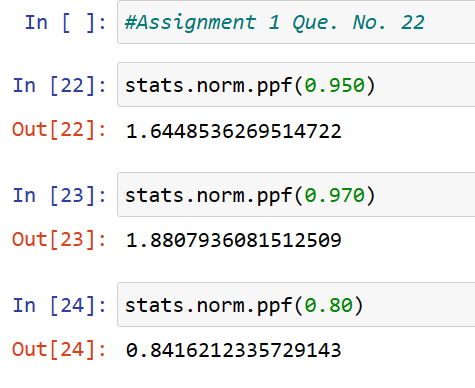 In [ ]: #Assignment 1 Que. No. 22
In [22]: stats.norm.ppf(0.950)
Out[22]: 1.6448536269514722
In [23]: stats.norm.ppf(0.970)
Out[23]: 1.8807936081512509
In [24]: stats.norm.ppf(0.80)
Out[24]: 0.8416212335729143